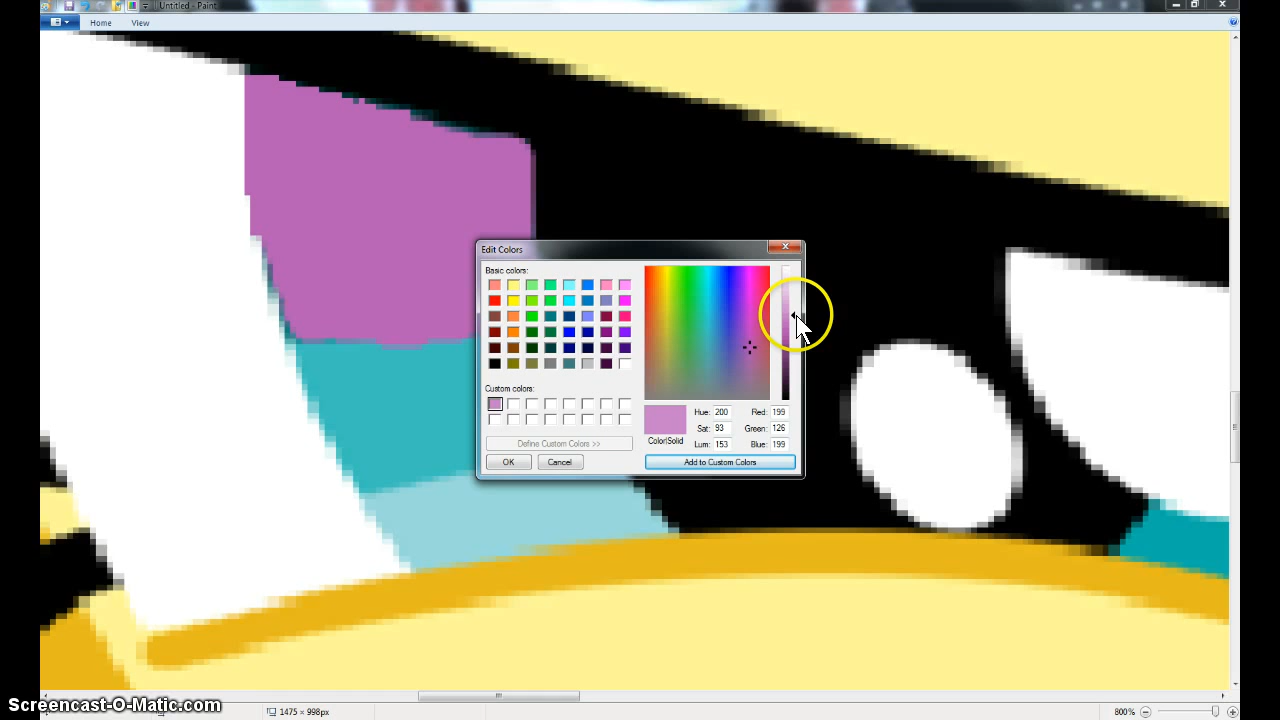 Untitled - Paint
Home View
Edit Colors
Basic colors:
Custom colors:
Define Custom Colors >>
OK Cancel
Color|Solid
Hue: 200 Red: 199
Sat: 93 Green: 126
Lum: 153 Blue: 199
Add to Custom Colors
Screencast-O-Matic.com
1475 × 998px
800%